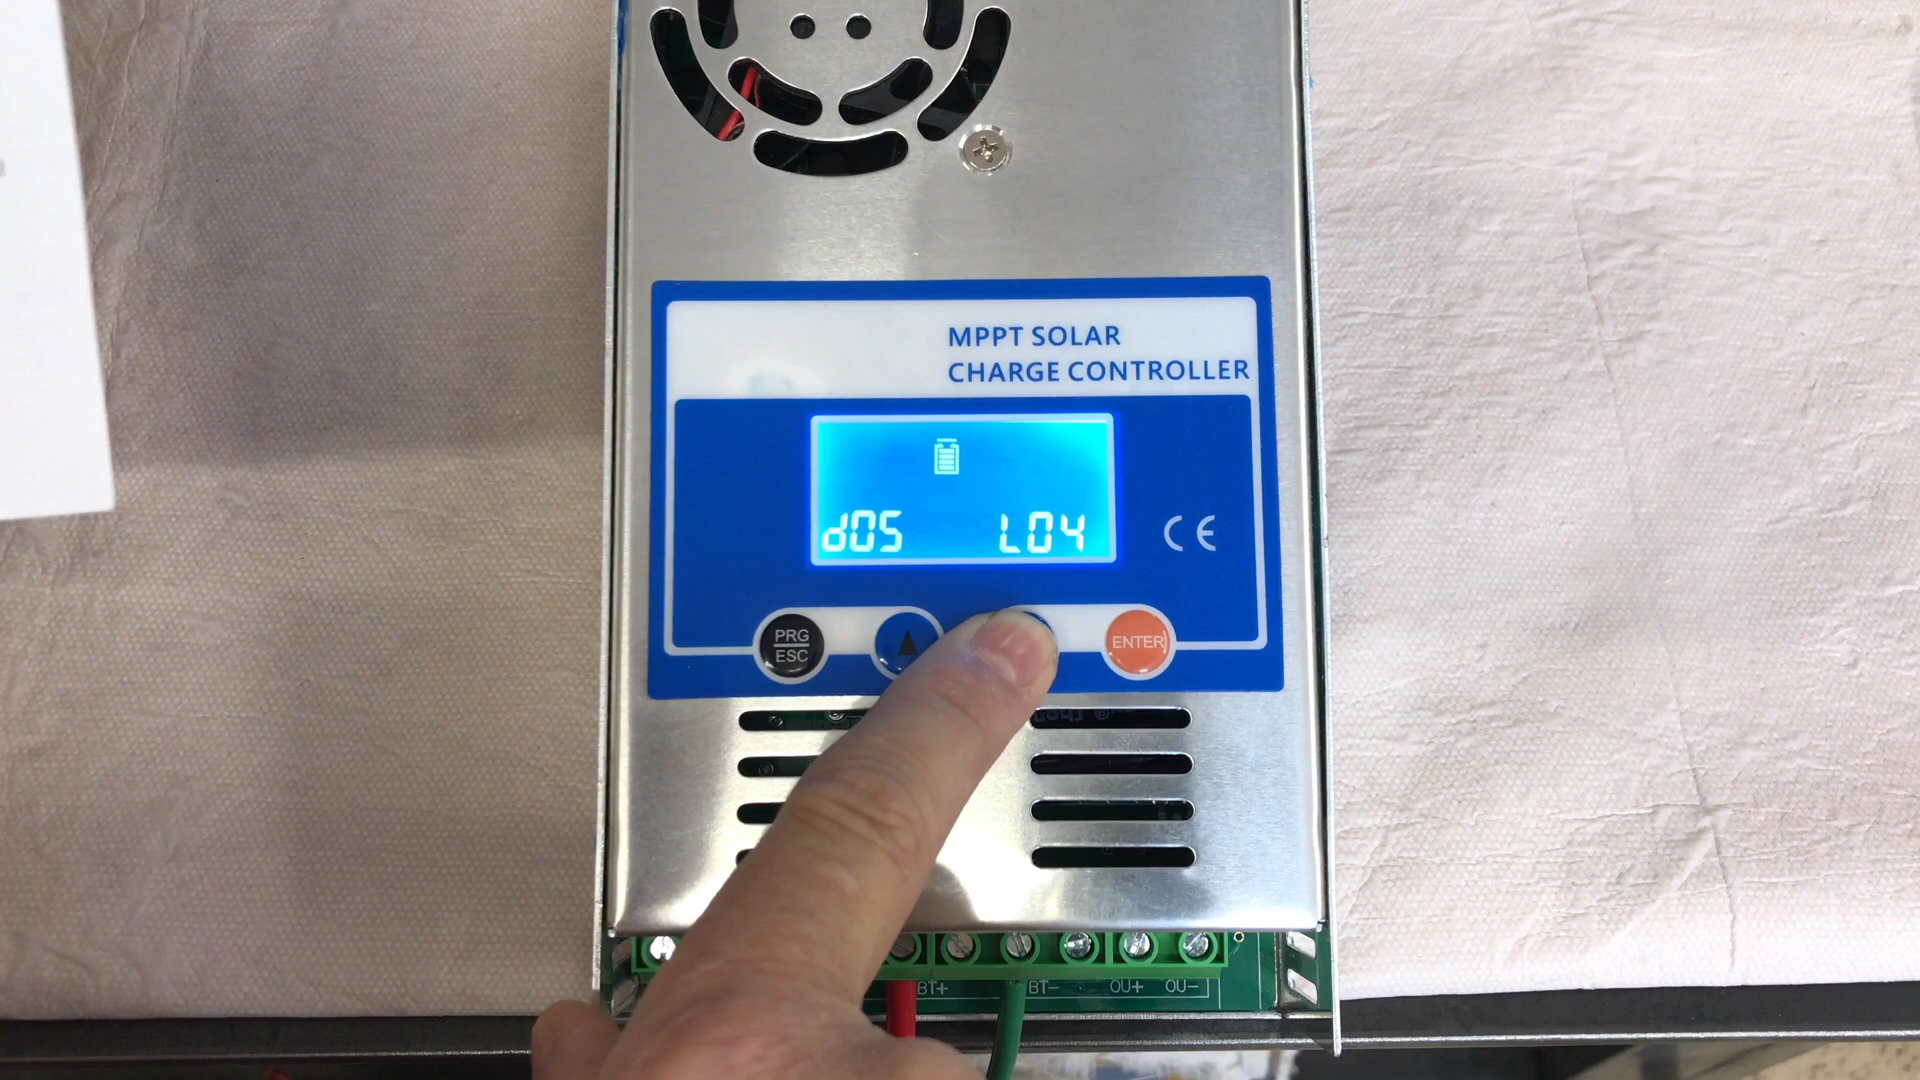 MPPT SOLAR
CHARGE CONTROLLER
d05 L04
CE
PRG
ESC
ENTER
BT+ BT- OU+ OU-